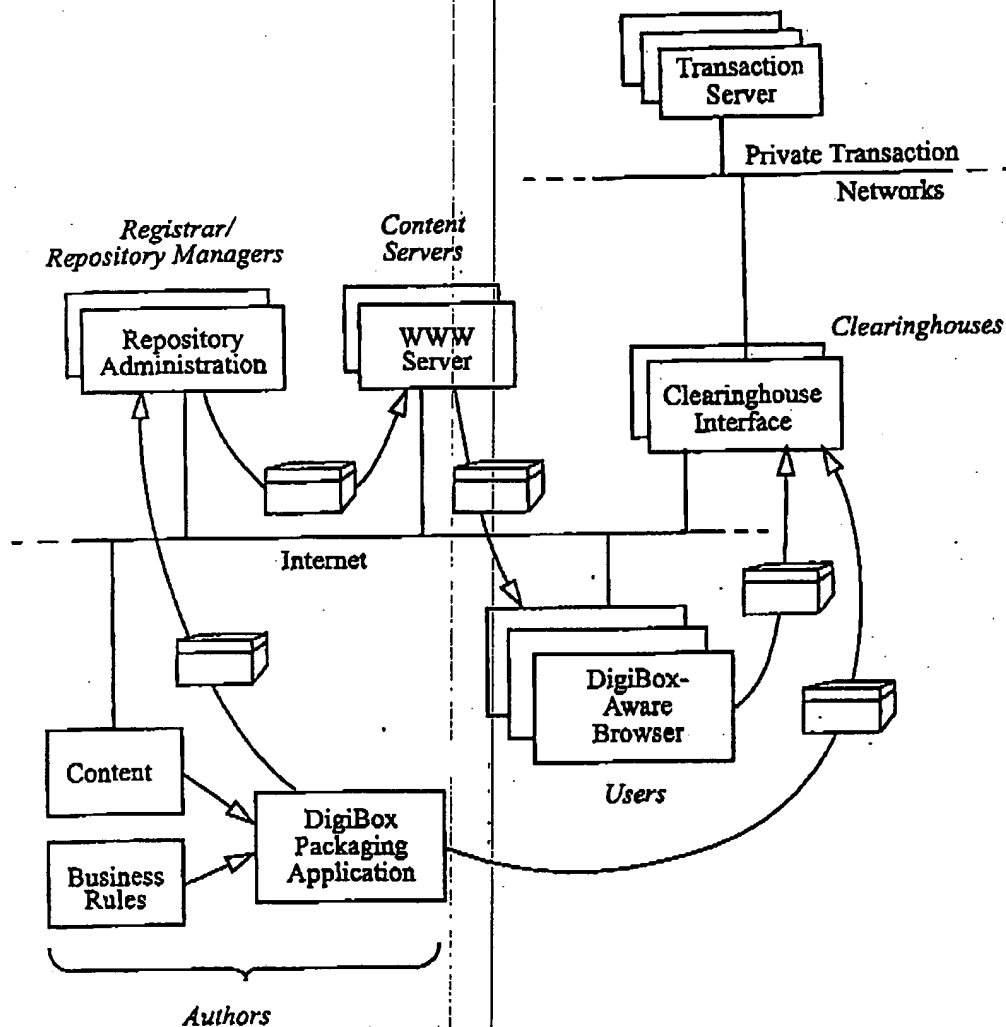 Transaction
Server
Private Transaction
Networks
Registrar/
Repository Managers
Content
Servers
Clearinghouses
Repository
Administration
WWW
Server
Clearinghouse
Interface
Internet
DigiBox-
Aware
Browser
Users
Content
Business
Rules
DigiBox
Packaging
Application
Authors